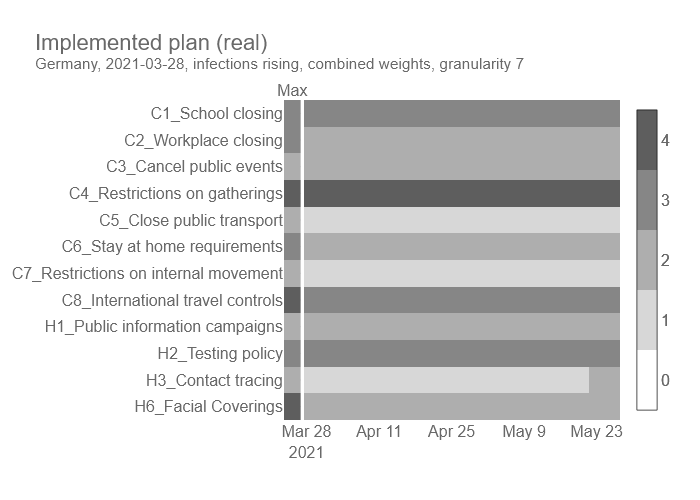 Implemented plan (real)
Germany, 2021-03-28, infections rising, combined weights, granularity 7
Max
C1_School closing
C2_Workplace closing
C3_Cancel public events
C4_Restrictions on gatherings
C5_Close public transport
C6_Stay at home requirements
C7_Restrictions on internal movement
C8_International travel controls
H1_Public information campaigns
H2_Testing policy
H3_Contact tracing
H6_Facial Coverings
4
3
2
1
0
Mar 28 Apr 11 Apr 25 May 9 May 23
2021